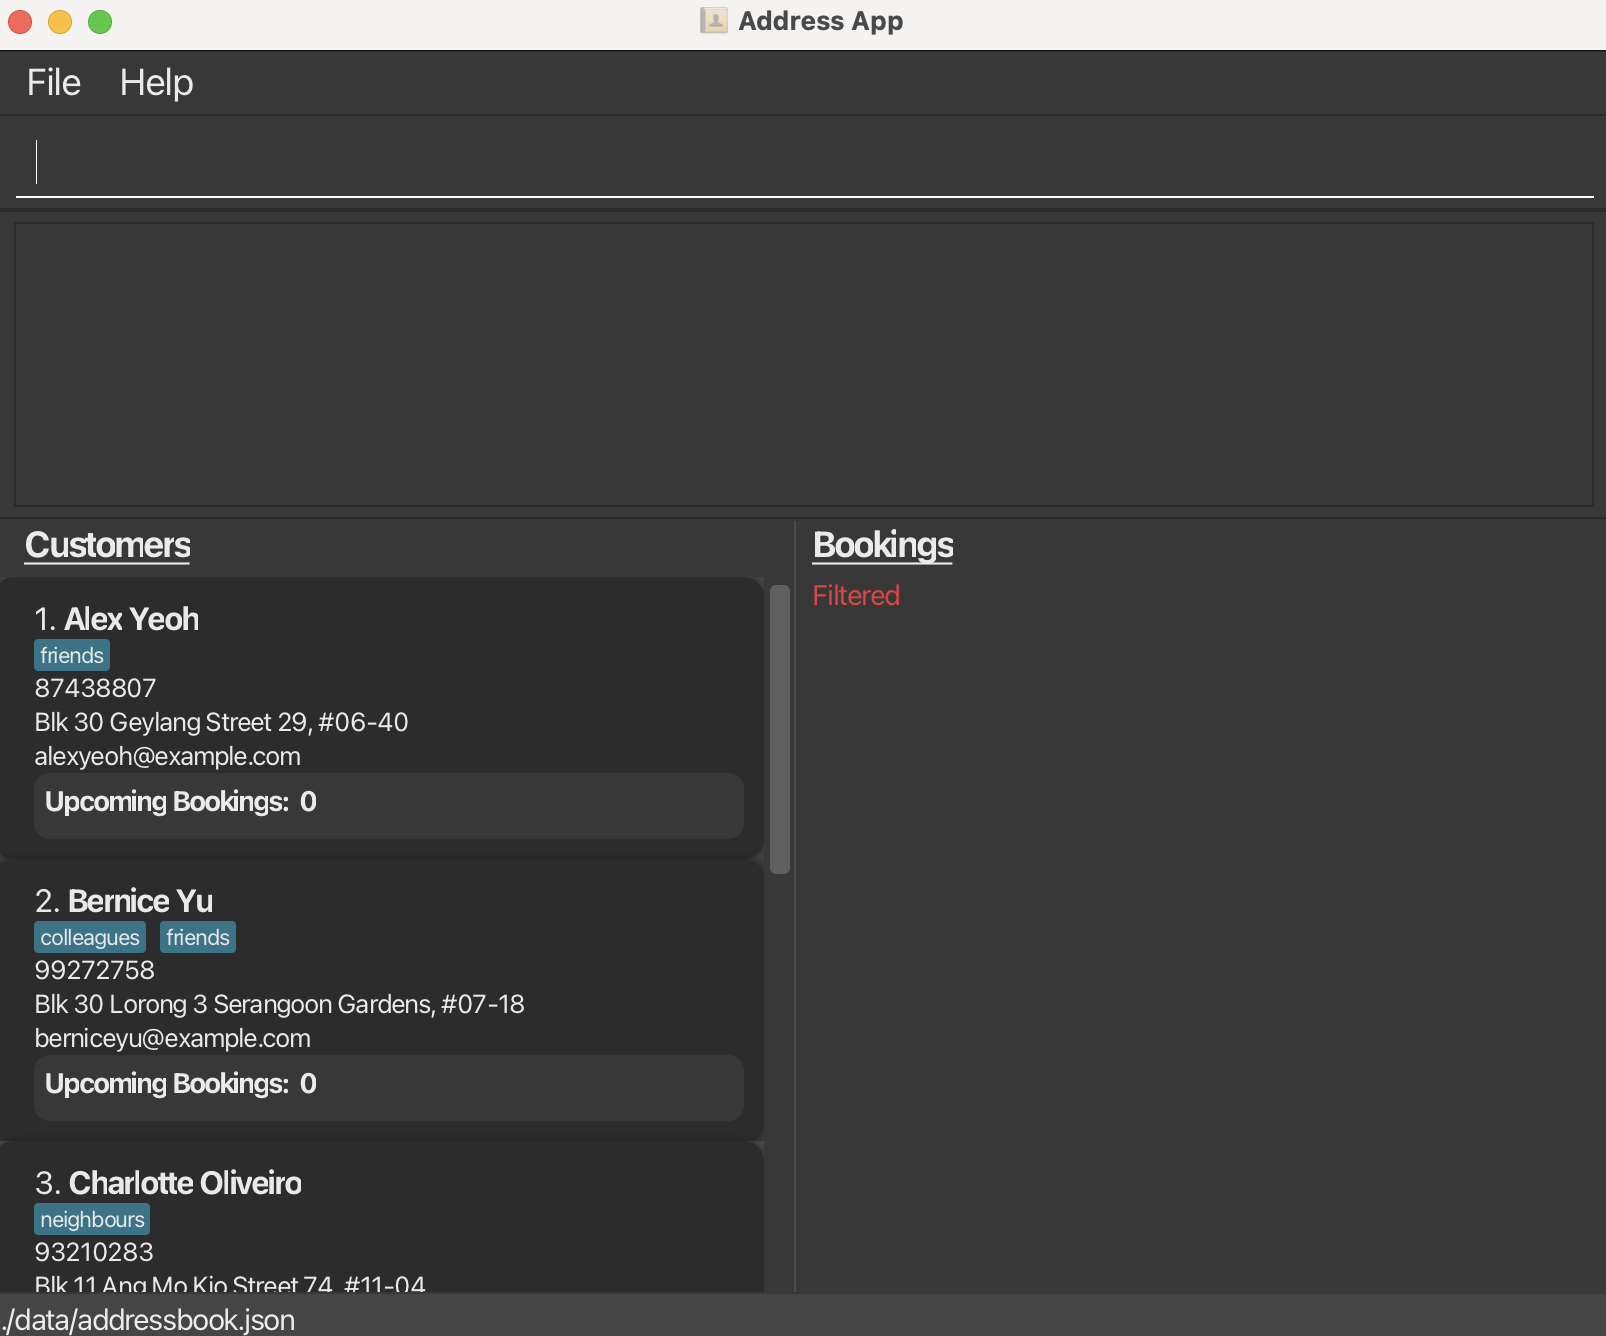 Address App
File Help
Customers
1. Alex Yeoh
friends
87438807
Blk 30 Geylang Street 29, #06-40
alexyeoh@example.com
Upcoming Bookings: 0
2. Bernice Yu
colleagues friends
99272758
Blk 30 Lorong 3 Serangoon Gardens, #07-18
berniceyu@example.com
Upcoming Bookings: 0
3. Charlotte Oliveiro
neighbours
93210283
Blk 11 Ang Mo Kio Street 74, #11-04
Bookings
Filtered
./data/addressbook.json